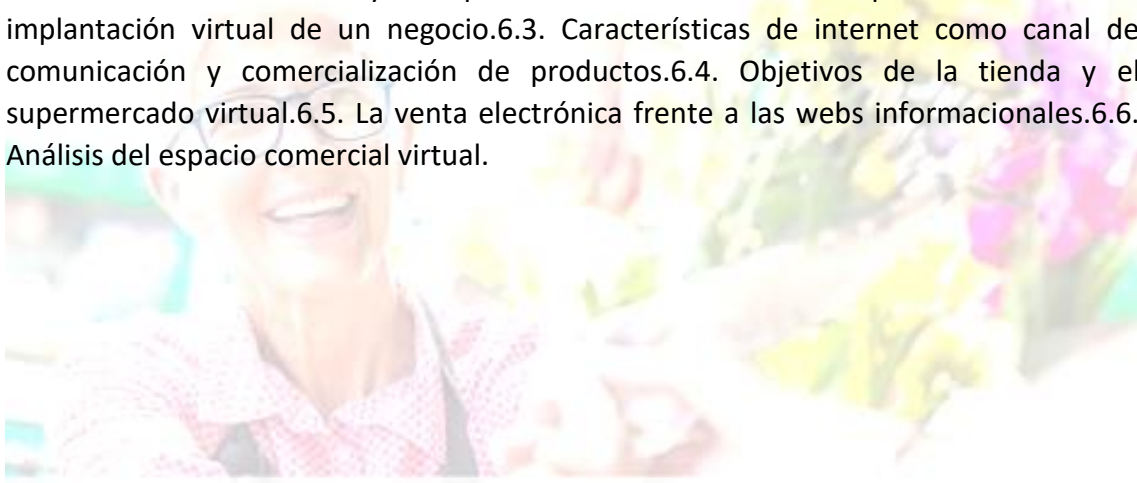 implantación virtual de un negocio.6.3. Características de internet como canal de
comunicación y comercialización de productos.6.4. Objetivos de la tienda y el
supermercado virtual.6.5. La venta electrónica frente a las webs informacionales.6.6.
Análisis del espacio comercial virtual.